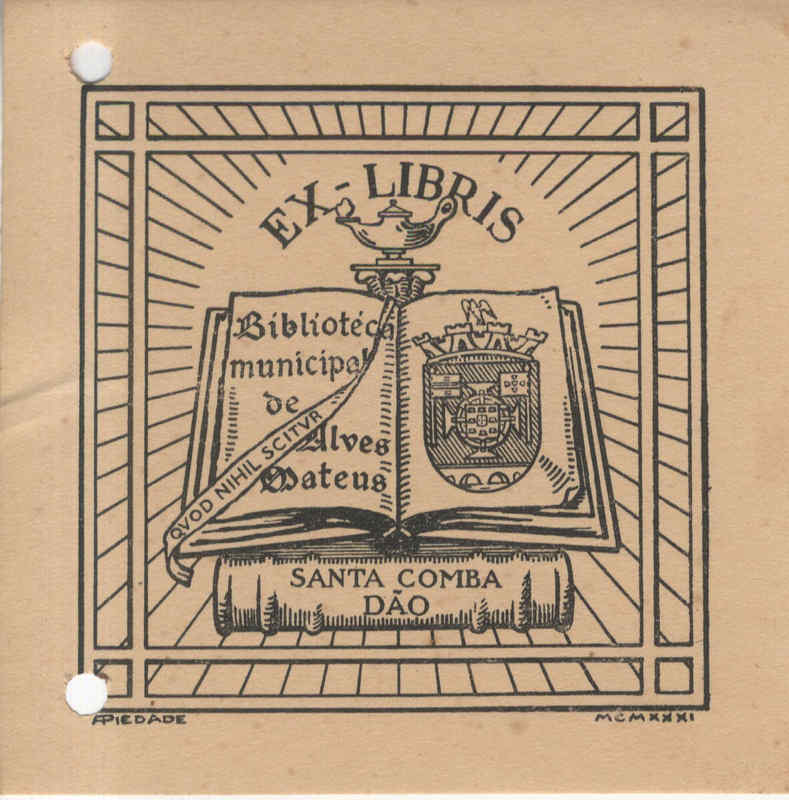 EX-LIBRIS
Bibliotéca
municipal
de
Alves
Mateus
QVOD NIHIL SCITVR
SANTA COMBA
DÃO
APIEDADE
MCMXXXI